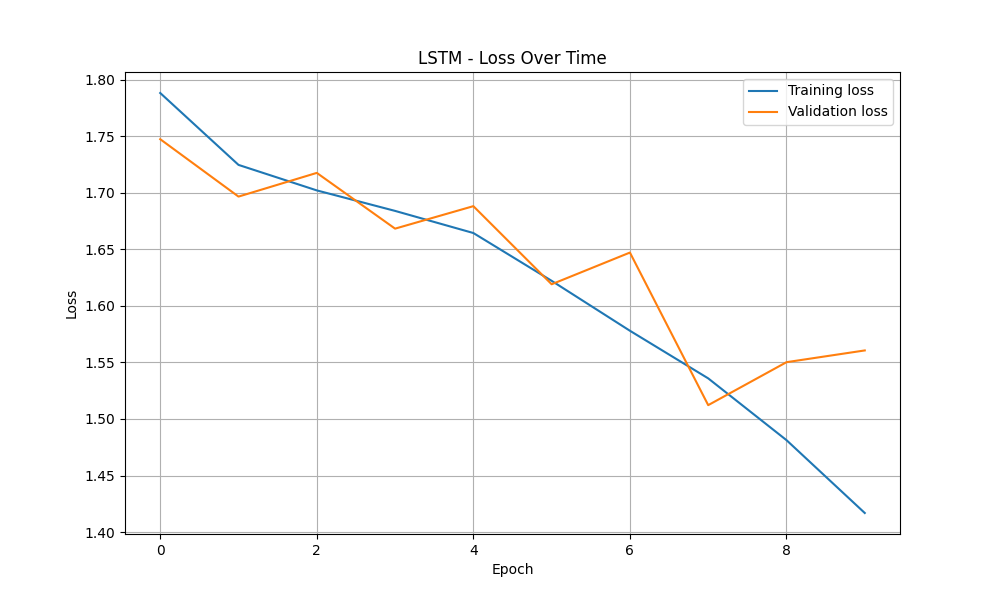 LSTM - Loss Over Time
Training loss
Validation loss
Loss
1.80
1.75
1.70
1.65
1.60
1.55
1.50
1.45
1.40
0 2 4 6 8
Epoch